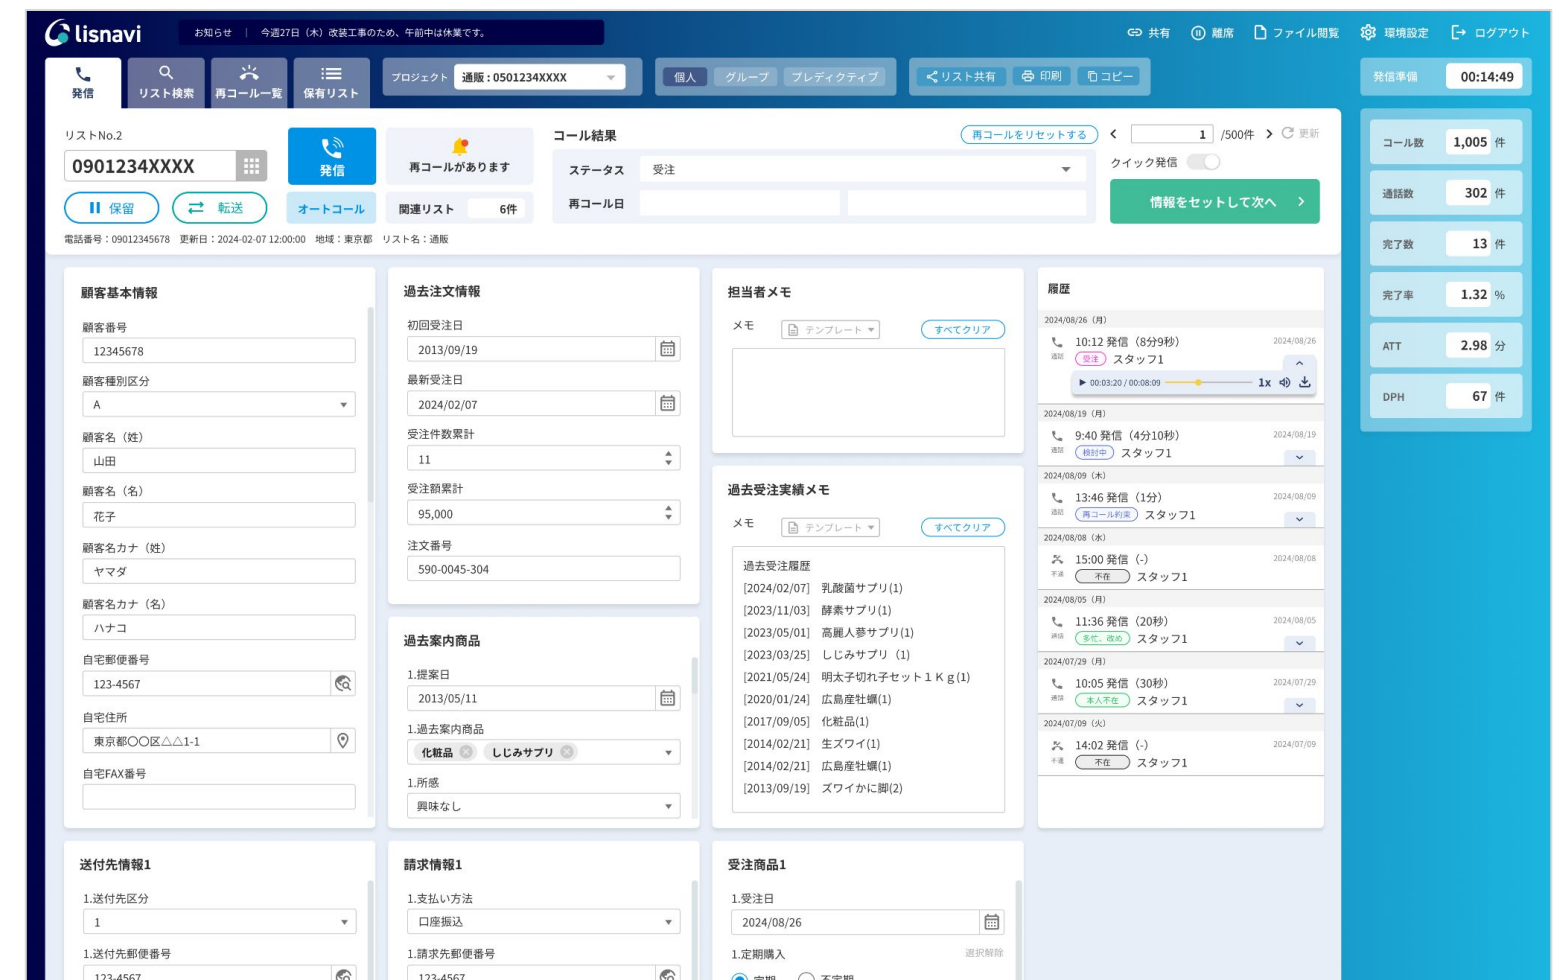 lisnavi
お知らせ ｜ 今週27日（木）改装工事のため、午前中は休業です。
共有 離席 ファイル閲覧 環境設定 ログアウト
発信 リスト検索 再コール一覧 保有リスト
プロジェクト 通販：0501234XXXX
個人 グループ プレディクティブ
リスト共有 印刷 コピー
発信準備 00:14:49
リストNo.2
0901234XXXX
発信
再コールがあります
保留 転送 オートコール
関連リスト 6件
コール結果
再コールをリセットする
1 /500件 更新
ステータス 受注
再コール日
クイック発信
情報をセットして次へ
電話番号：09012345678 更新日：2024-02-07 12:00:00 地域：東京都 リスト名：通販
コール数 1,005 件
通話数 302 件
完了数 13 件
完了率 1.32 %
ATT 2.98 分
DPH 67 件
顧客基本情報
顧客番号
12345678
顧客種別区分
A
顧客名（姓）
山田
顧客名（名）
花子
顧客名カナ（姓）
ヤマダ
顧客名カナ（名）
ハナコ
自宅郵便番号
123-4567
自宅住所
東京都〇〇区△△1-1
自宅FAX番号
過去注文情報
初回受注日
2013/09/19
最新受注日
2024/02/07
受注件数累計
11
受注額累計
95,000
注文番号
590-0045-304
過去案内商品
1.提案日
2013/05/11
1.過去案内商品
化粧品 しじみサプリ
1.所感
興味なし
担当者メモ
メモ テンプレート すべてクリア
過去受注実績メモ
メモ テンプレート すべてクリア
過去受注履歴
[2024/02/07] 乳酸菌サプリ(1)
[2023/11/03] 酵素サプリ(1)
[2023/05/01] 高麗人蔘サプリ(1)
[2023/03/25] しじみサプリ（1)
[2021/05/24] 明太子切れ子セット１Ｋｇ(1)
[2020/01/24] 広島産牡蠣(1)
[2017/09/05] 化粧品(1)
[2014/02/21] 生ズワイ(1)
[2014/02/21] 広島産牡蠣(1)
[2013/09/19] ズワイかに脚(2)
履歴
2024/08/26（月）
10:12 発信（8分9秒） 2024/08/26
通話 受注 スタッフ1
00:03:20 / 00:08:09 1x
2024/08/19（月）
9:40 発信（4分10秒） 2024/08/19
通話 検討中 スタッフ1
2024/08/09（木）
13:46 発信（1分） 2024/08/09
通話 再コール約束 スタッフ1
2024/08/08（水）
15:00 発信（-） 2024/08/08
不通 不在 スタッフ1
2024/08/05（月）
11:36 発信（20秒） 2024/08/05
多忙、改め スタッフ1
2024/07/29（月）
10:05 発信（30秒） 2024/07/29
通話 本人不在 スタッフ1
2024/07/09（火）
14:02 発信（-） 2024/07/09
不通 不在 スタッフ1
送付先情報1
1.送付先区分
1
1.送付先郵便番号
123-4567
請求情報1
1.支払い方法
口座振込
1.請求先郵便番号
123-4567
受注商品1
1.受注日
2024/08/26
1.定期購入 選択解除
定期 不定期